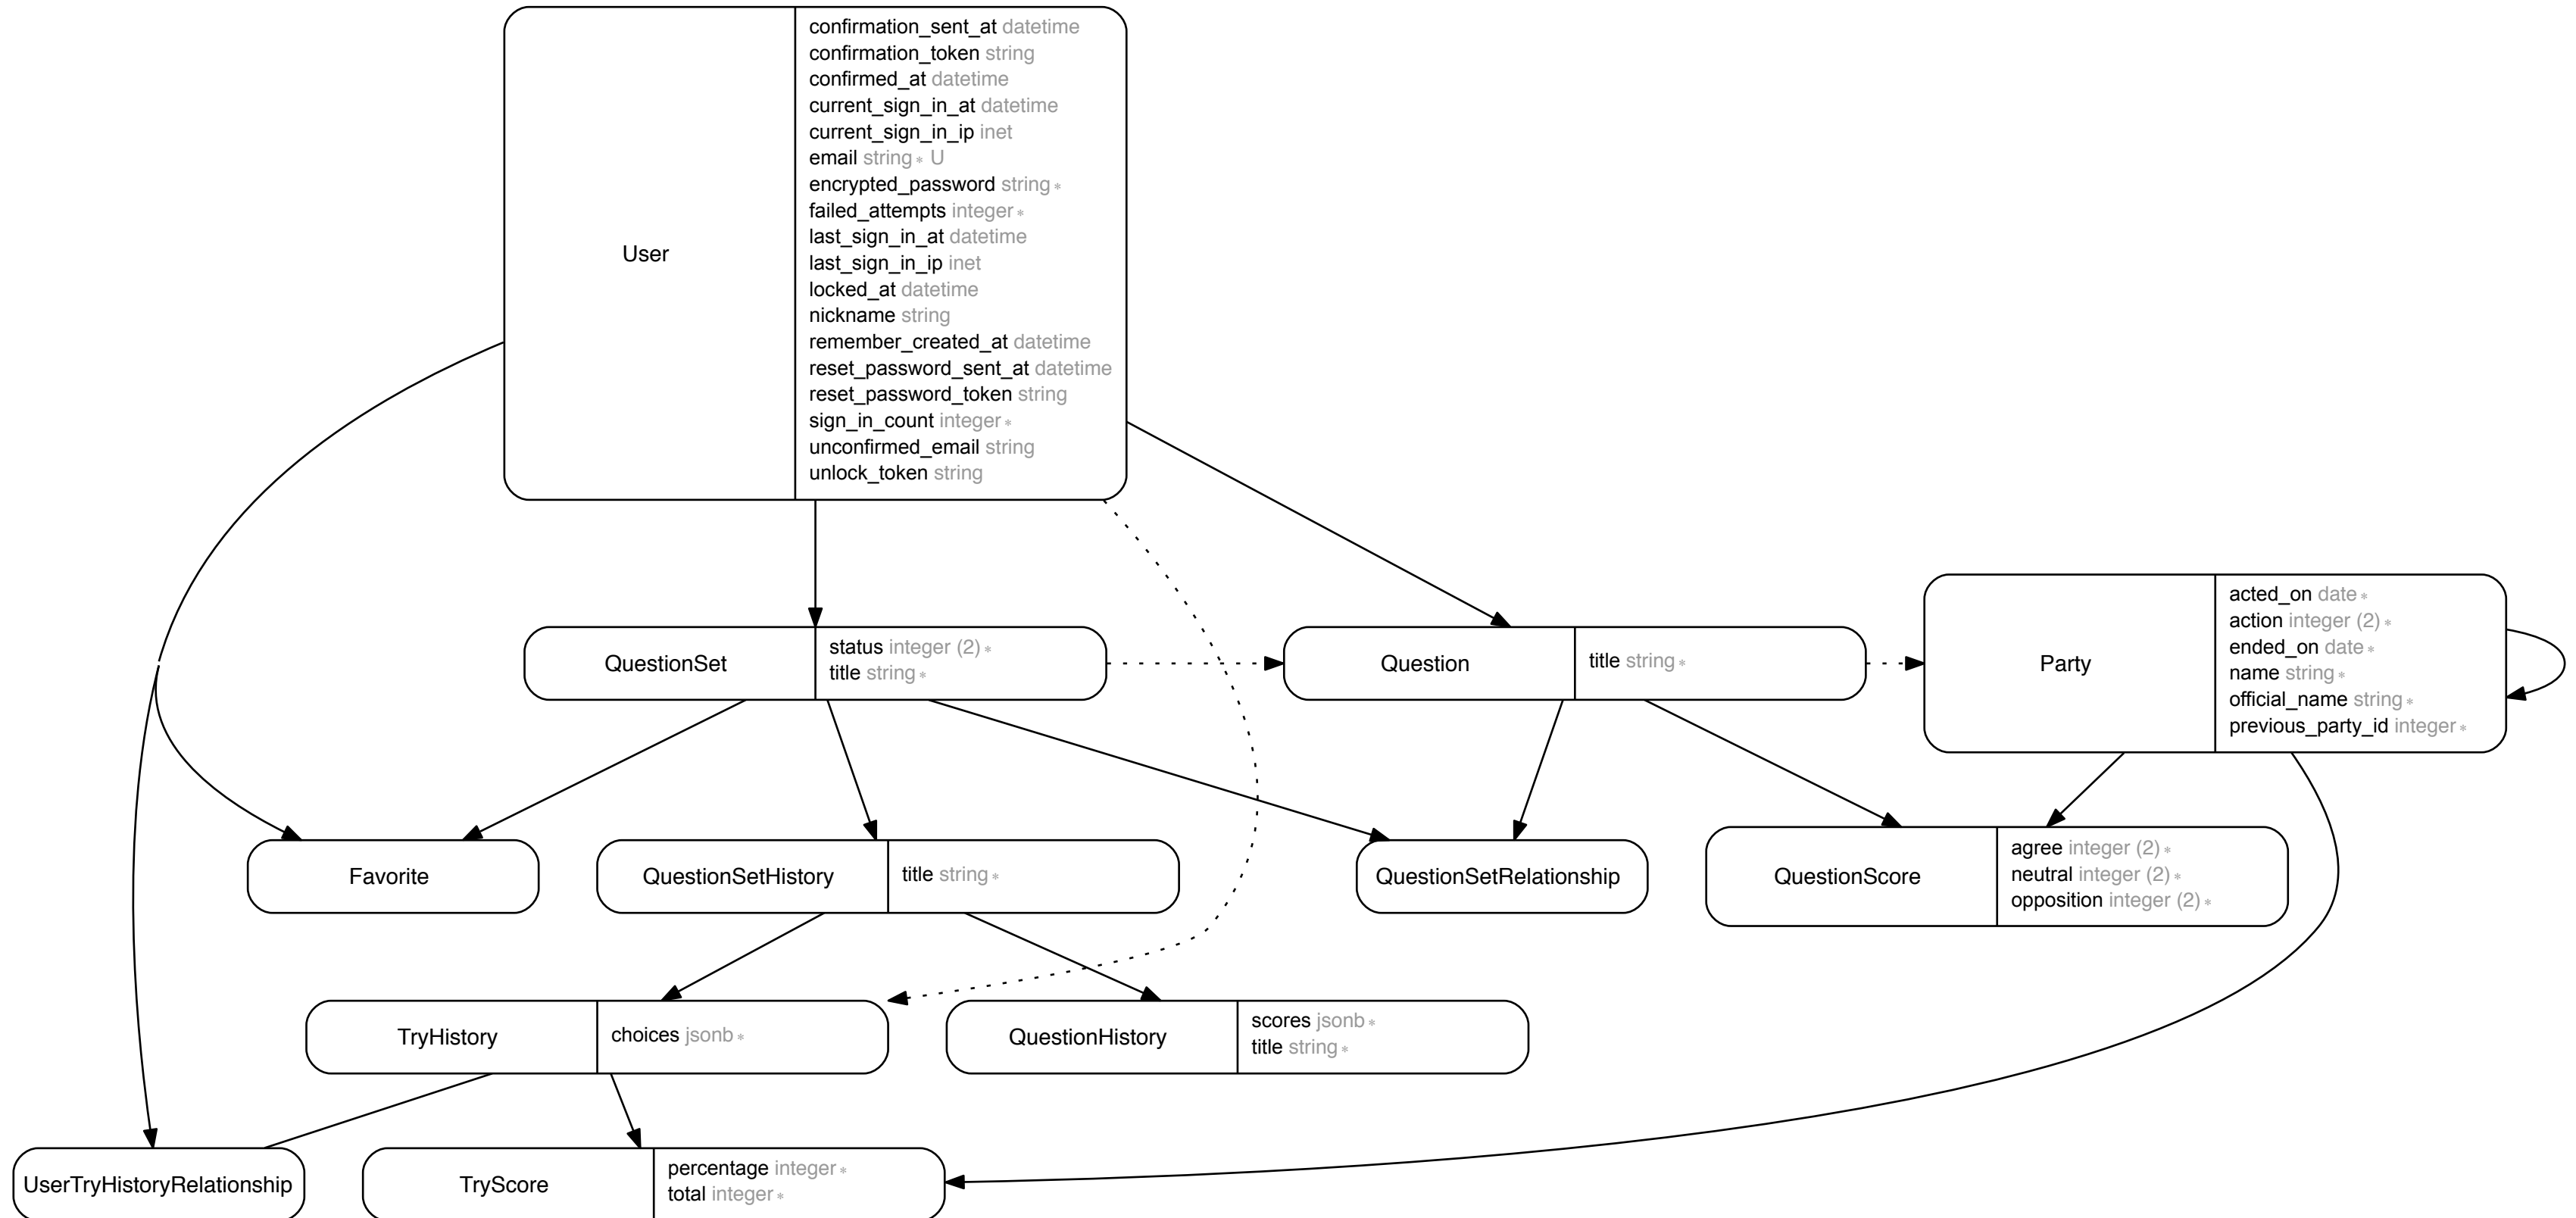 User
confirmation_sent_at datetime
confirmation_token string
confirmed_at datetime
current_sign_in_at datetime
current_sign_in_ip inet
email string * U
encrypted_password string *
failed_attempts integer *
last_sign_in_at datetime
last_sign_in_ip inet
locked_at datetime
nickname string
remember_created_at datetime
reset_password_sent_at datetime
reset_password_token string
sign_in_count integer *
unconfirmed_email string
unlock_token string
QuestionSet
status integer (2) *
title string *
Question
title string *
Party
acted_on date *
action integer (2) *
ended_on date *
name string *
official_name string *
previous_party_id integer *
Favorite
QuestionSetHistory
title string *
QuestionSetRelationship
QuestionScore
agree integer (2) *
neutral integer (2) *
opposition integer (2) *
TryHistory
choices jsonb *
QuestionHistory
scores jsonb *
title string *
UserTryHistoryRelationship
TryScore
percentage integer *
total integer *